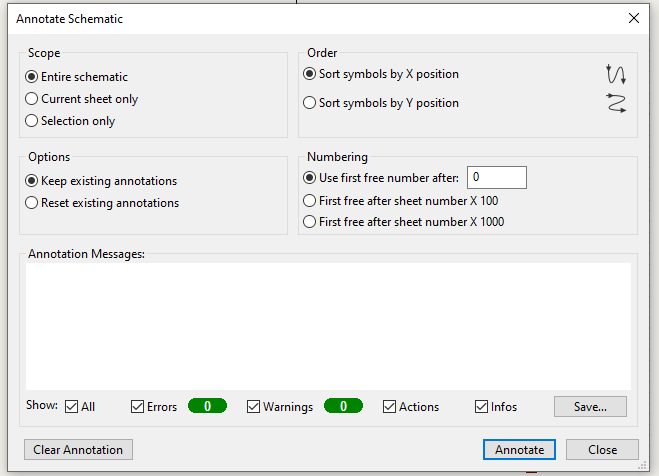 Annotate Schematic
Scope
Entire schematic
Current sheet only
Selection only
Order
Sort symbols by X position
Sort symbols by Y position
Options
Keep existing annotations
Reset existing annotations
Numbering
Use first free number after: 0
First free after sheet number X 100
First free after sheet number X 1000
Annotation Messages:
Show: All Errors 0 Warnings 0 Actions Infos Save...
Clear Annotation Annotate Close